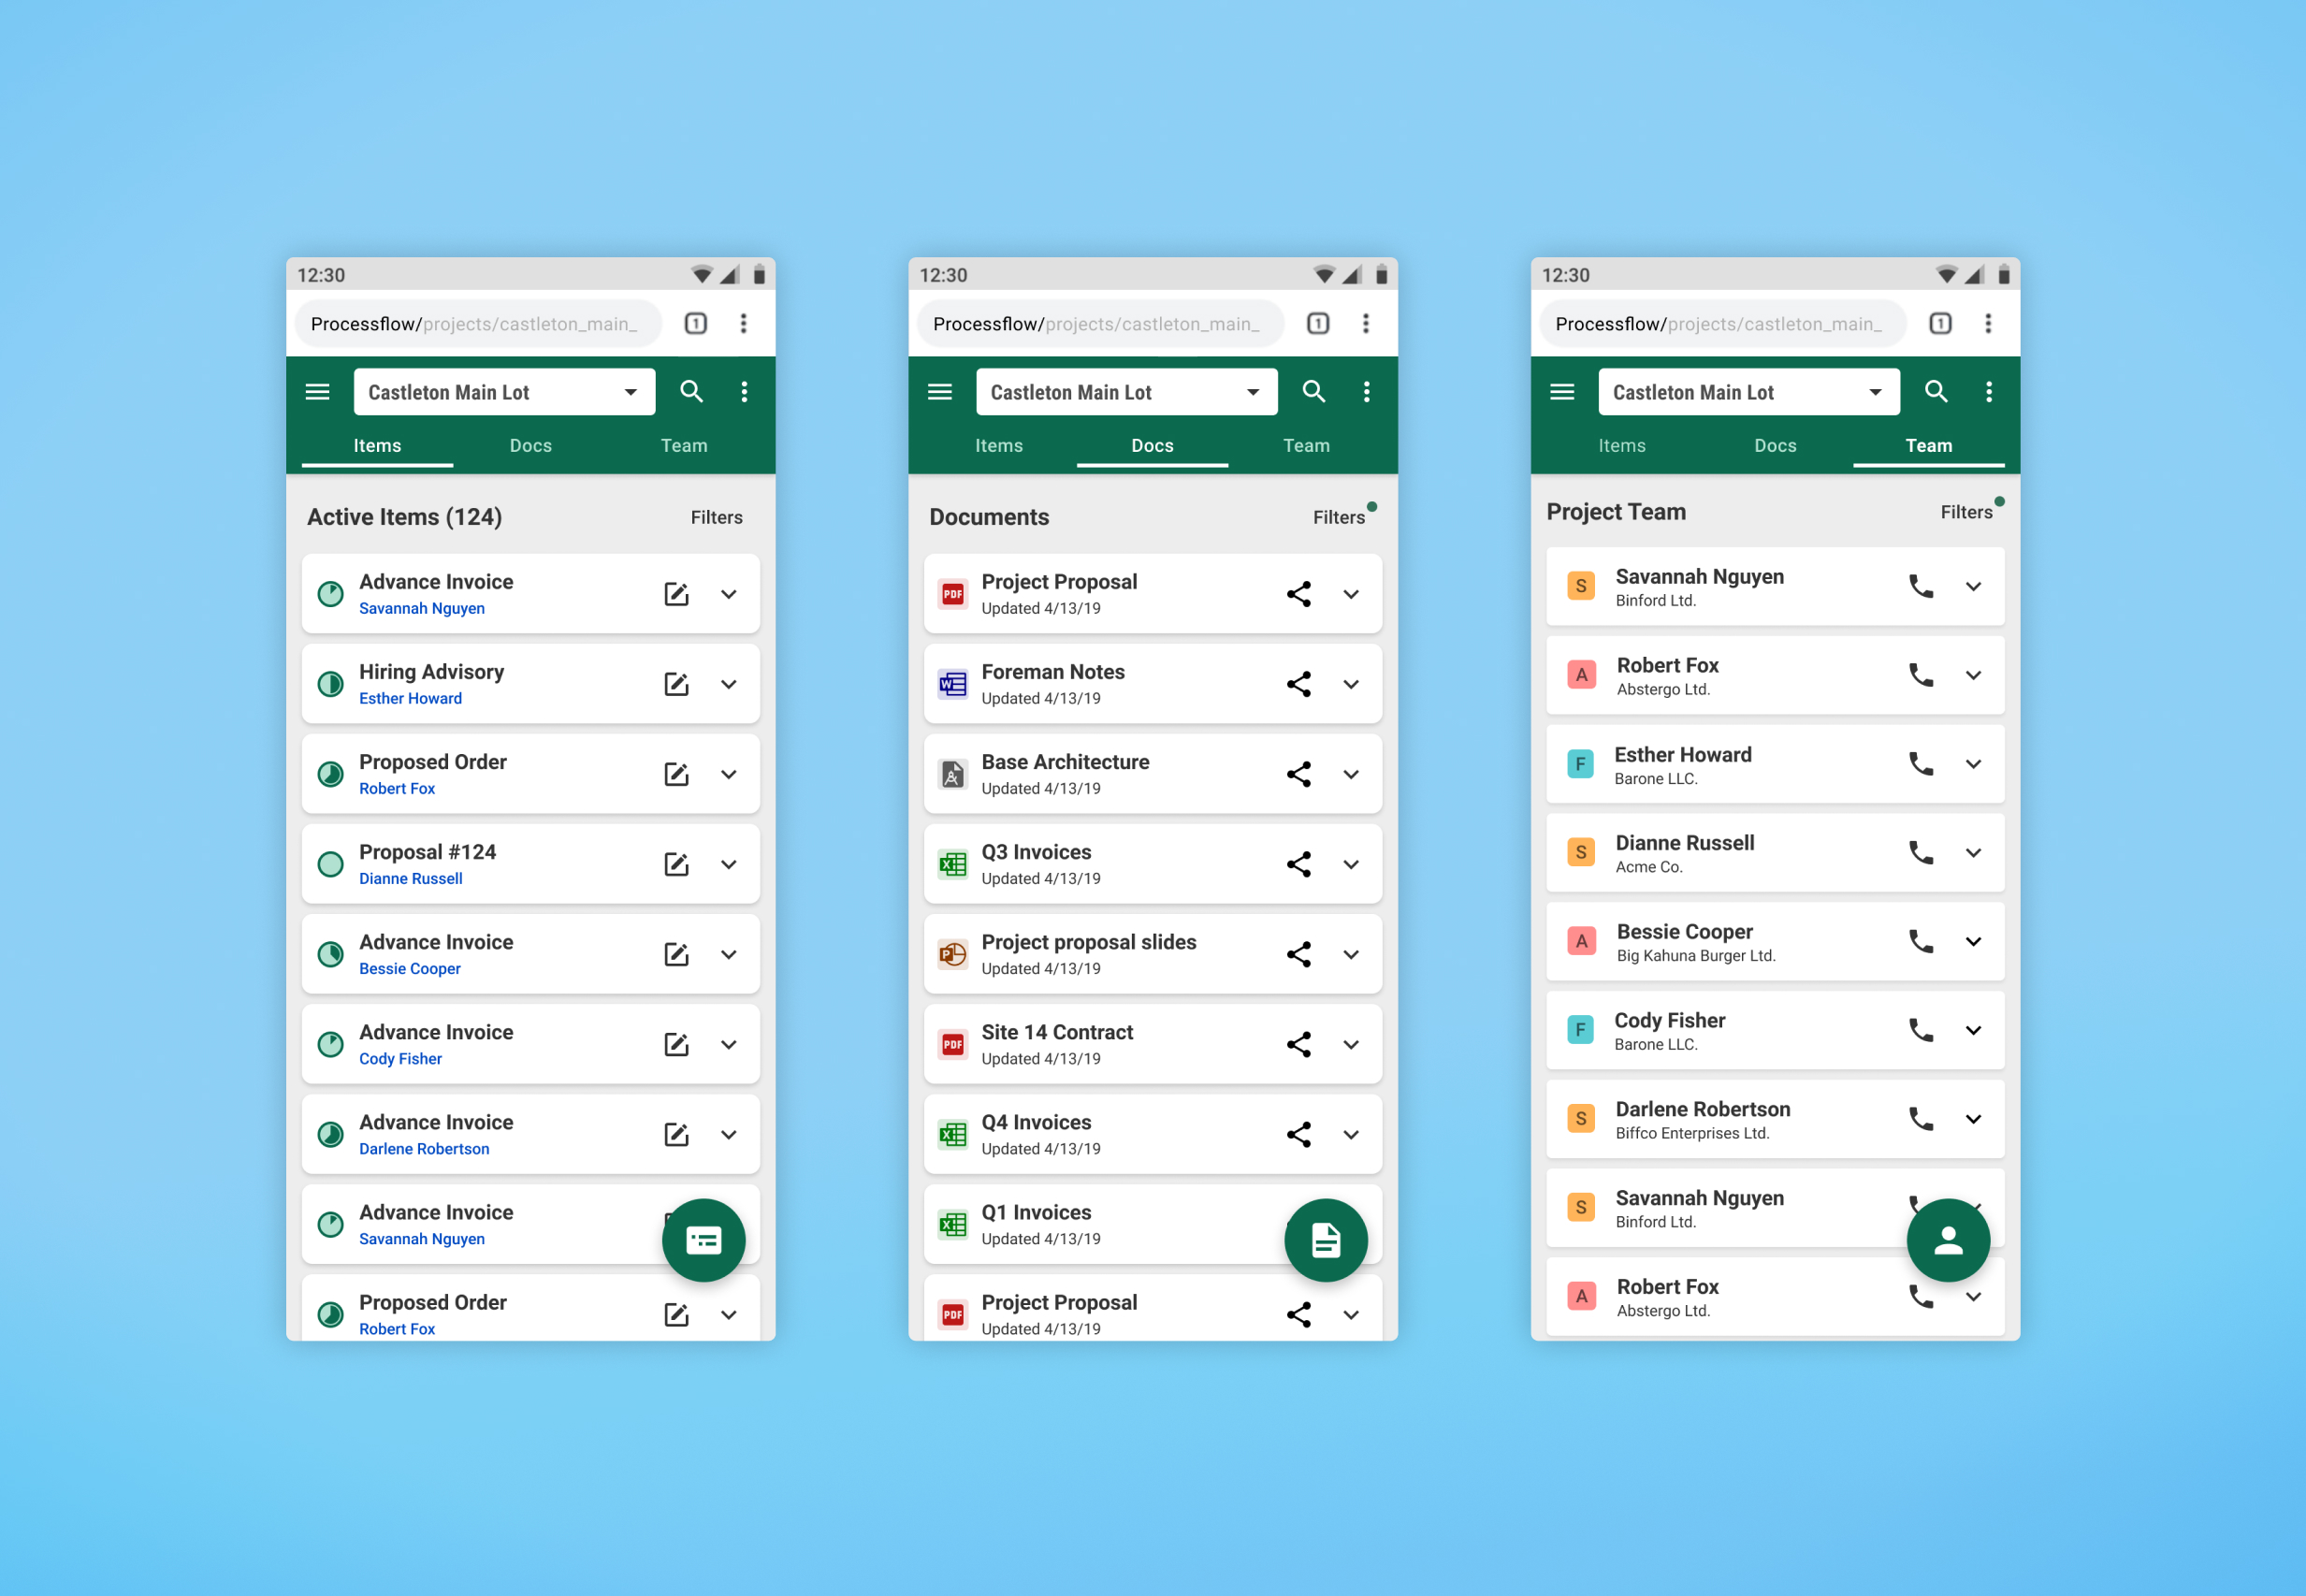 12:30
Processflow/projects/castleton_main_
1
Castleton Main Lot
Items Docs Team
Active Items (124) Filters
Advance Invoice
Savannah Nguyen
Hiring Advisory
Esther Howard
Proposed Order
Robert Fox
Proposal #124
Dianne Russell
Advance Invoice
Bessie Cooper
Advance Invoice
Cody Fisher
Advance Invoice
Darlene Robertson
Advance Invoice
Savannah Nguyen
Proposed Order
Robert Fox
12:30
Processflow/projects/castleton_main_
1
Castleton Main Lot
Items Docs Team
Documents Filters
PDF
Project Proposal
Updated 4/13/19
W
Foreman Notes
Updated 4/13/19
Base Architecture
Updated 4/13/19
X
Q3 Invoices
Updated 4/13/19
P
Project proposal slides
Updated 4/13/19
PDF
Site 14 Contract
Updated 4/13/19
X
Q4 Invoices
Updated 4/13/19
X
Q1 Invoices
Updated 4/13/19
PDF
Project Proposal
Updated 4/13/19
12:30
Processflow/projects/castleton_main_
1
Castleton Main Lot
Items Docs Team
Project Team Filters
S
Savannah Nguyen
Binford Ltd.
A
Robert Fox
Abstergo Ltd.
F
Esther Howard
Barone LLC.
S
Dianne Russell
Acme Co.
A
Bessie Cooper
Big Kahuna Burger Ltd.
F
Cody Fisher
Barone LLC.
S
Darlene Robertson
Biffco Enterprises Ltd.
S
Savannah Nguyen
Binford Ltd.
A
Robert Fox
Abstergo Ltd.